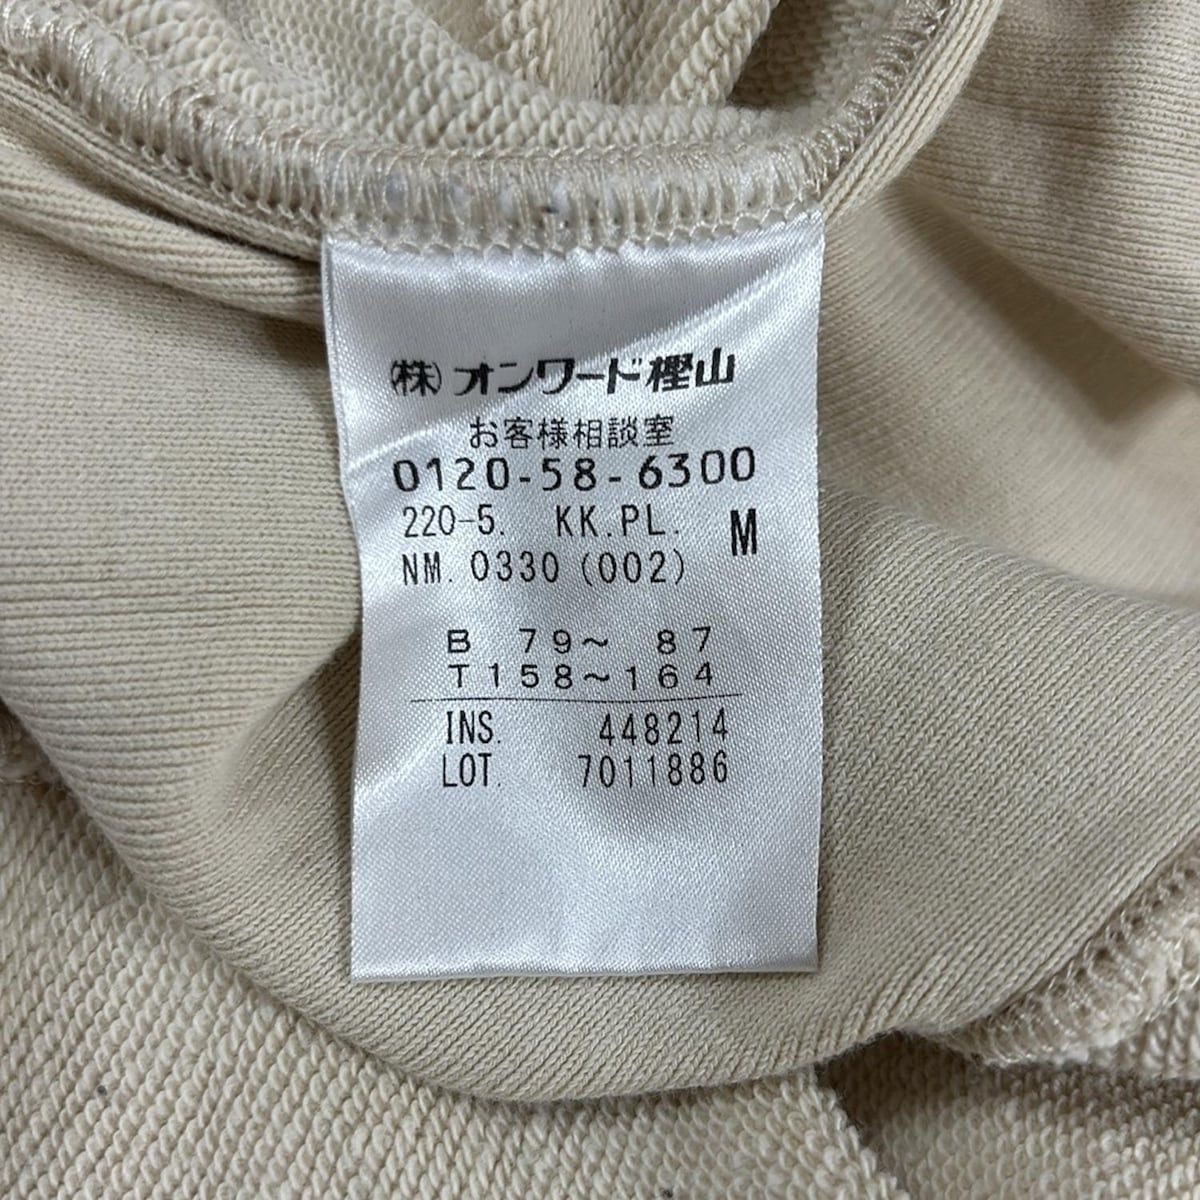 (株)オンワード樫山
お客様相談室
0120-58-6300
220-5. KK.PL. M
NM. 0330 (002)
B 79～ 87
T158～164
INS. 448214
LOT. 7011886